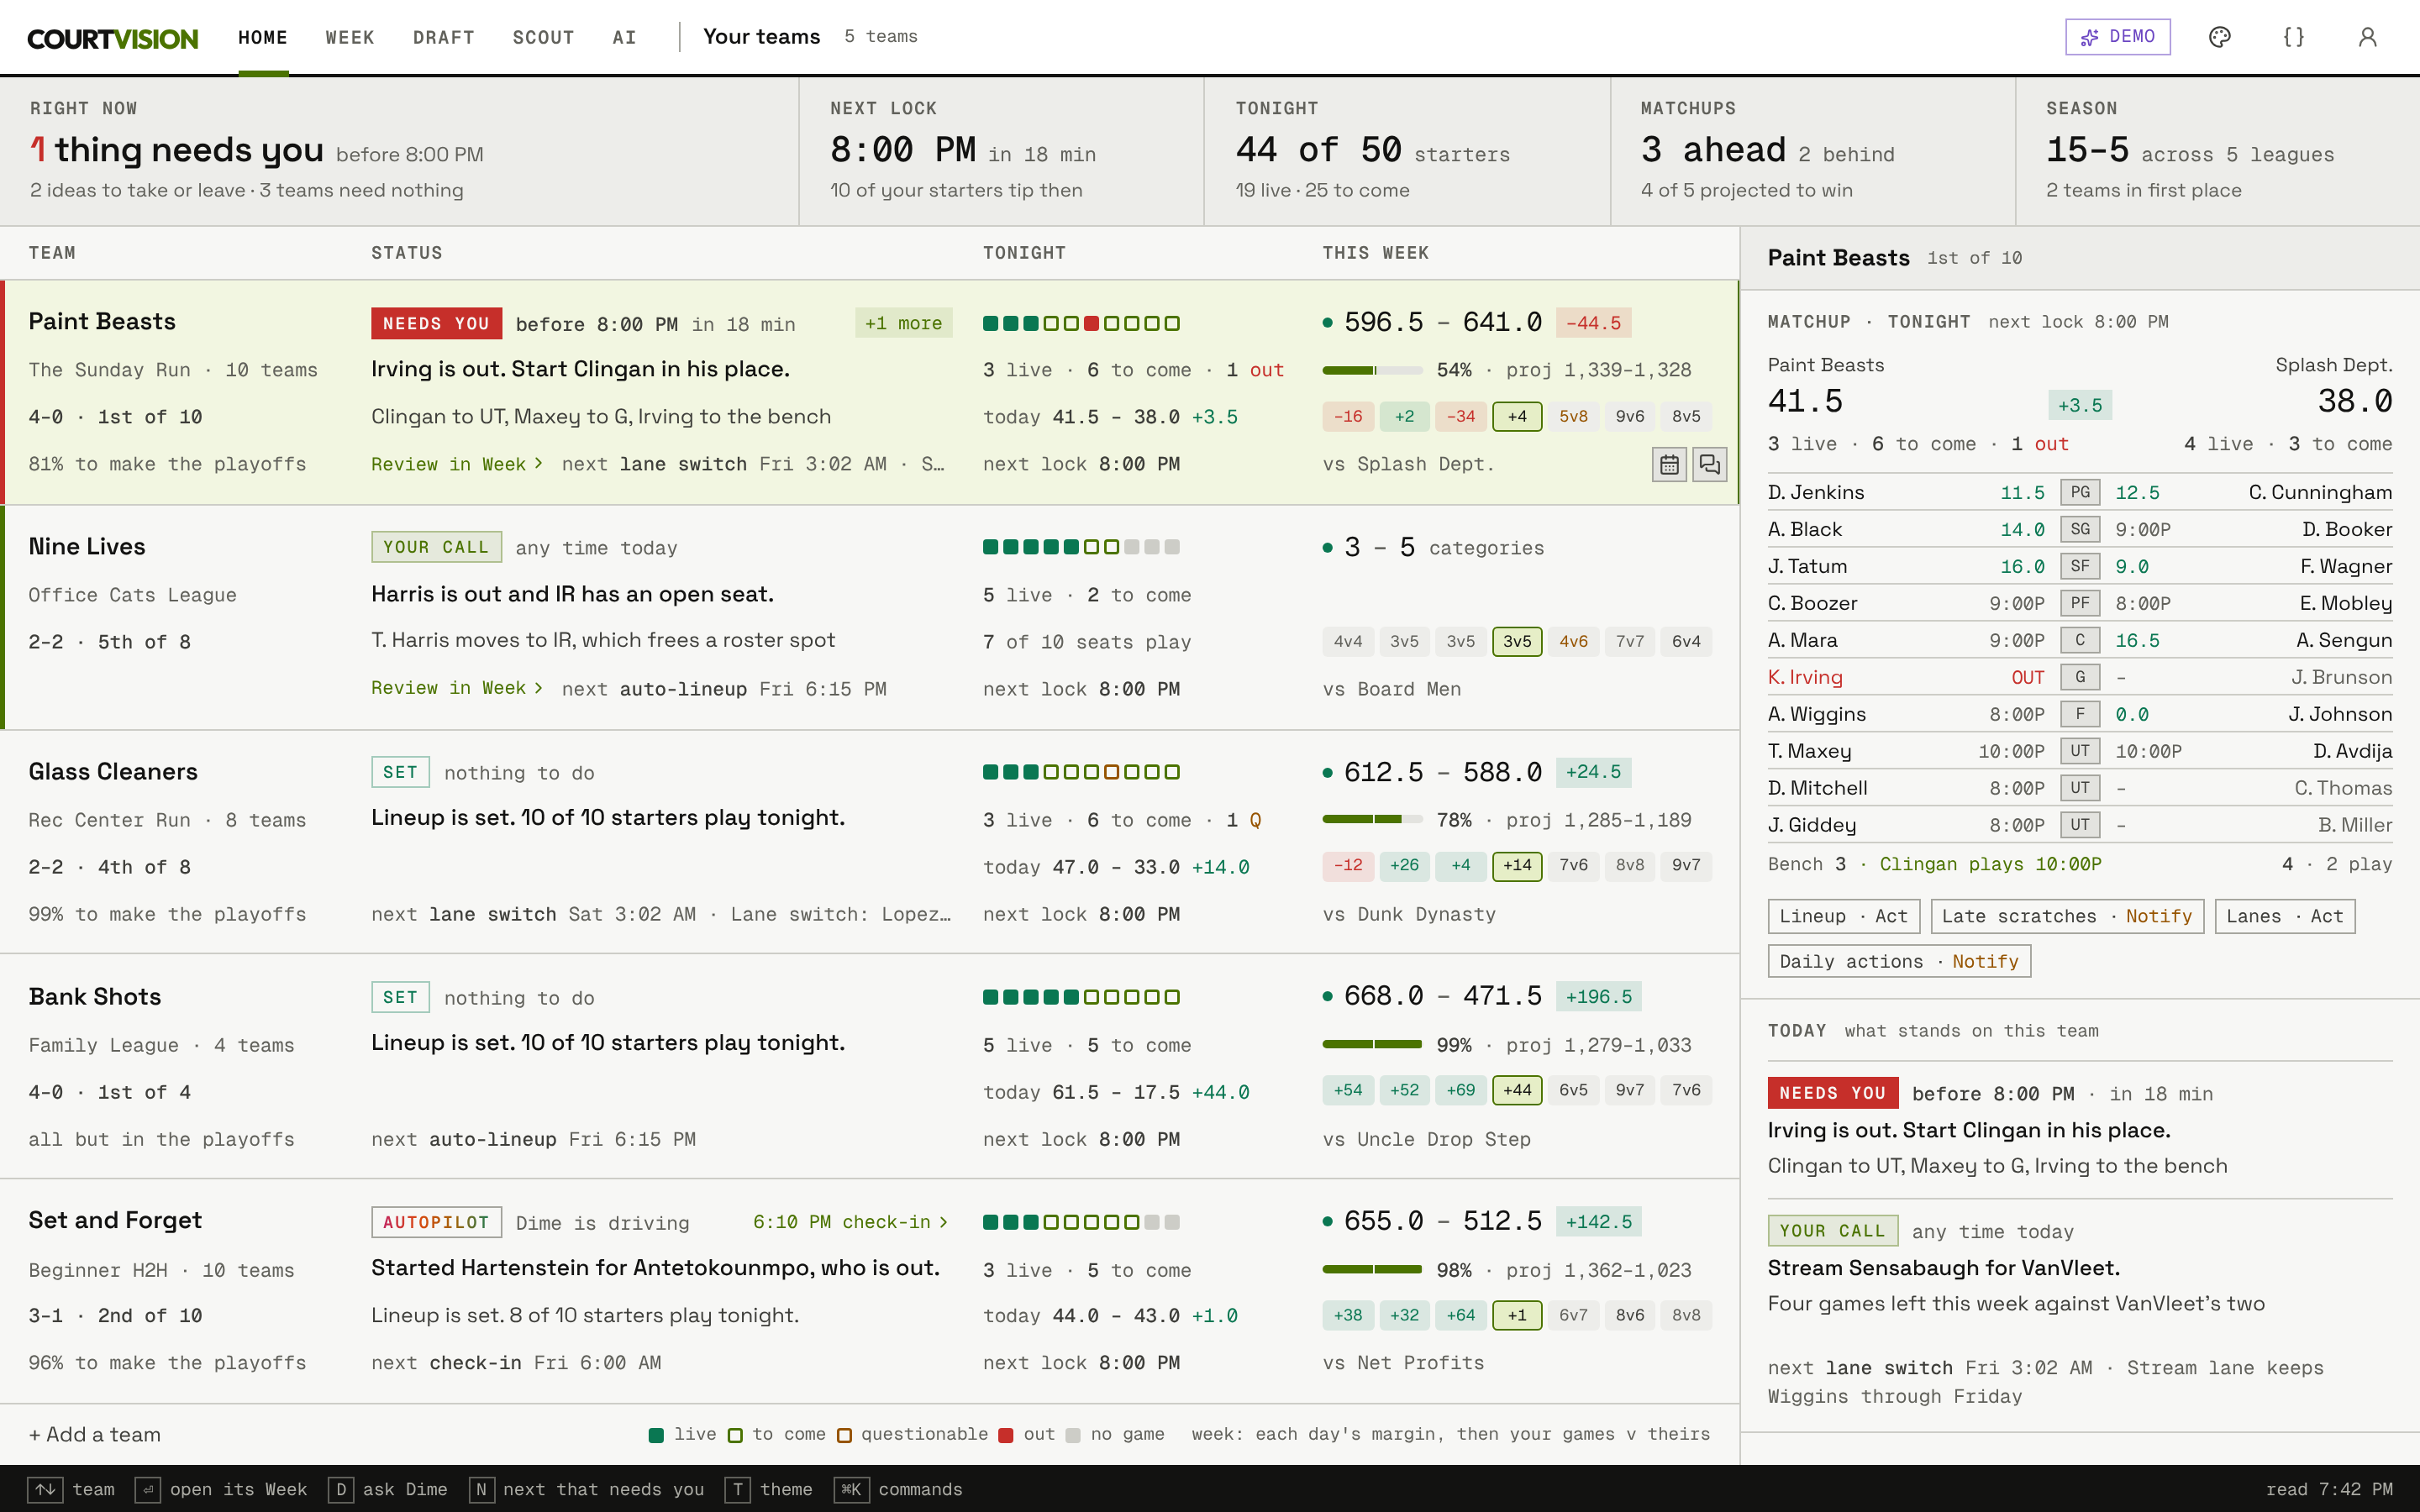 COURTVISION HOME WEEK DRAFT SCOUT AI Your teams 5 teams DEMO { }
RIGHT NOW
1 thing needs you before 8:00 PM
2 ideas to take or leave · 3 teams need nothing
NEXT LOCK
8:00 PM in 18 min
10 of your starters tip then
TONIGHT
44 of 50 starters
19 live · 25 to come
MATCHUPS
3 ahead 2 behind
4 of 5 projected to win
SEASON
15-5 across 5 leagues
2 teams in first place
TEAM STATUS TONIGHT THIS WEEK
Paint Beasts
The Sunday Run · 10 teams
4-0 · 1st of 10
81% to make the playoffs
NEEDS YOU before 8:00 PM in 18 min +1 more
Irving is out. Start Clingan in his place.
Clingan to UT, Maxey to G, Irving to the bench
Review in Week > next lane switch Fri 3:02 AM · S…
3 live · 6 to come · 1 out
today 41.5 - 38.0 +3.5
next lock 8:00 PM
596.5 - 641.0 -44.5
54% · proj 1,339-1,328
-16 +2 -34 +4 5v8 9v6 8v5
vs Splash Dept.
Nine Lives
Office Cats League
2-2 · 5th of 8
YOUR CALL any time today
Harris is out and IR has an open seat.
T. Harris moves to IR, which frees a roster spot
Review in Week > next auto-lineup Fri 6:15 PM
5 live · 2 to come
7 of 10 seats play
next lock 8:00 PM
3 - 5 categories
4v4 3v5 3v5 3v5 4v6 7v7 6v4
vs Board Men
Glass Cleaners
Rec Center Run · 8 teams
2-2 · 4th of 8
99% to make the playoffs
SET nothing to do
Lineup is set. 10 of 10 starters play tonight.
next lane switch Sat 3:02 AM · Lane switch: Lopez…
3 live · 6 to come · 1 Q
today 47.0 - 33.0 +14.0
next lock 8:00 PM
612.5 - 588.0 +24.5
78% · proj 1,285-1,189
-12 +26 +4 +14 7v6 8v8 9v7
vs Dunk Dynasty
Bank Shots
Family League · 4 teams
4-0 · 1st of 4
all but in the playoffs
SET nothing to do
Lineup is set. 10 of 10 starters play tonight.
next auto-lineup Fri 6:15 PM
5 live · 5 to come
today 61.5 - 17.5 +44.0
next lock 8:00 PM
668.0 - 471.5 +196.5
99% · proj 1,279-1,033
+54 +52 +69 +44 6v5 9v7 7v6
vs Uncle Drop Step
Set and Forget
Beginner H2H · 10 teams
3-1 · 2nd of 10
96% to make the playoffs
AUTOPILOT Dime is driving 6:10 PM check-in >
Started Hartenstein for Antetokounmpo, who is out.
Lineup is set. 8 of 10 starters play tonight.
next check-in Fri 6:00 AM
3 live · 5 to come
today 44.0 - 43.0 +1.0
next lock 8:00 PM
655.0 - 512.5 +142.5
98% · proj 1,362-1,023
+38 +32 +64 +1 6v7 8v6 8v8
vs Net Profits
+ Add a team
live to come questionable out no game week: each day's margin, then your games v theirs
Paint Beasts 1st of 10
MATCHUP · TONIGHT next lock 8:00 PM
Paint Beasts Splash Dept.
41.5 +3.5 38.0
3 live · 6 to come · 1 out 4 live · 3 to come
D. Jenkins 11.5 PG 12.5 C. Cunningham
A. Black 14.0 SG 9:00P D. Booker
J. Tatum 16.0 SF 9.0 F. Wagner
C. Boozer 9:00P PF 8:00P E. Mobley
A. Mara 9:00P C 16.5 A. Sengun
K. Irving OUT G - J. Brunson
A. Wiggins 8:00P F 0.0 J. Johnson
T. Maxey 10:00P UT 10:00P D. Avdija
D. Mitchell 8:00P UT - C. Thomas
J. Giddey 8:00P UT - B. Miller
Bench 3 · Clingan plays 10:00P 4 · 2 play
Lineup · Act Late scratches · Notify Lanes · Act
Daily actions · Notify
TODAY what stands on this team
NEEDS YOU before 8:00 PM · in 18 min
Irving is out. Start Clingan in his place.
Clingan to UT, Maxey to G, Irving to the bench
YOUR CALL any time today
Stream Sensabaugh for VanVleet.
Four games left this week against VanVleet's two
next lane switch Fri 3:02 AM · Stream lane keeps
Wiggins through Friday
↑↓ team ⏎ open its Week D ask Dime N next that needs you T theme ⌘K commands read 7:42 PM